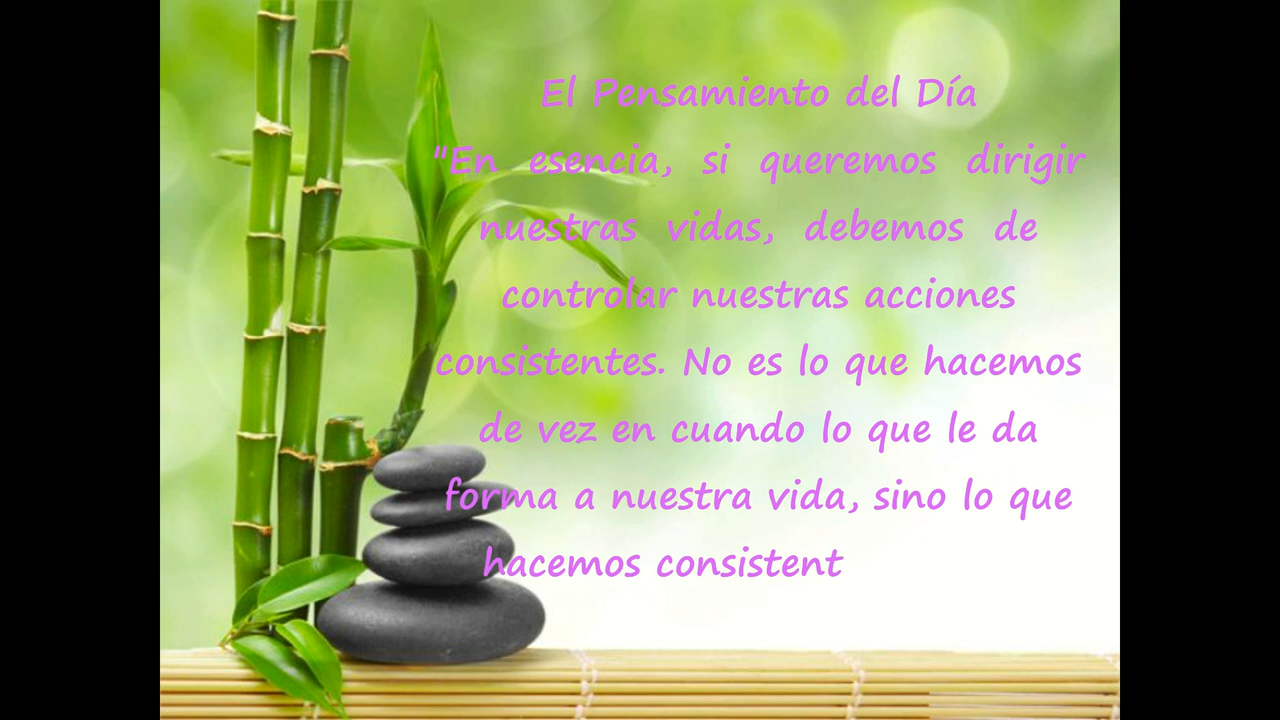 El Pensamiento del Día
"En esencia, si queremos dirigir
nuestras vidas, debemos de
controlar nuestras acciones
consistentes. No es lo que hacemos
de vez en cuando lo que le da
forma a nuestra vida, sino lo que
hacemos consistent